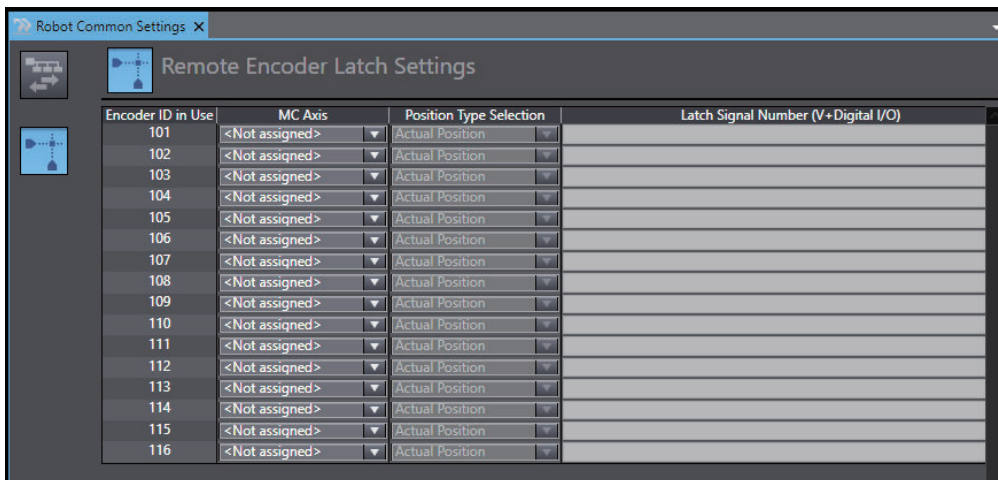 Robot Common Settings X
Remote Encoder Latch Settings
Encoder ID in Use MC Axis Position Type Selection Latch Signal Number (V+Digital I/O)
101 <Not assigned> Actual Position
102 <Not assigned> Actual Position
103 <Not assigned> Actual Position
104 <Not assigned> Actual Position
105 <Not assigned> Actual Position
106 <Not assigned> Actual Position
107 <Not assigned> Actual Position
108 <Not assigned> Actual Position
109 <Not assigned> Actual Position
110 <Not assigned> Actual Position
111 <Not assigned> Actual Position
112 <Not assigned> Actual Position
113 <Not assigned> Actual Position
114 <Not assigned> Actual Position
115 <Not assigned> Actual Position
116 <Not assigned> Actual Position